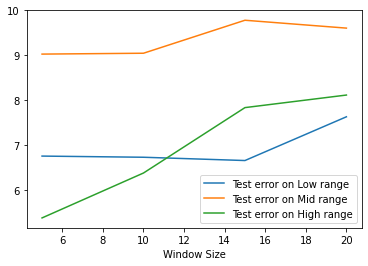 10
9
8
7
6
Test error on Low range
Test error on Mid range
Test error on High range
6 8 10 12 14 16 18 20
Window Size